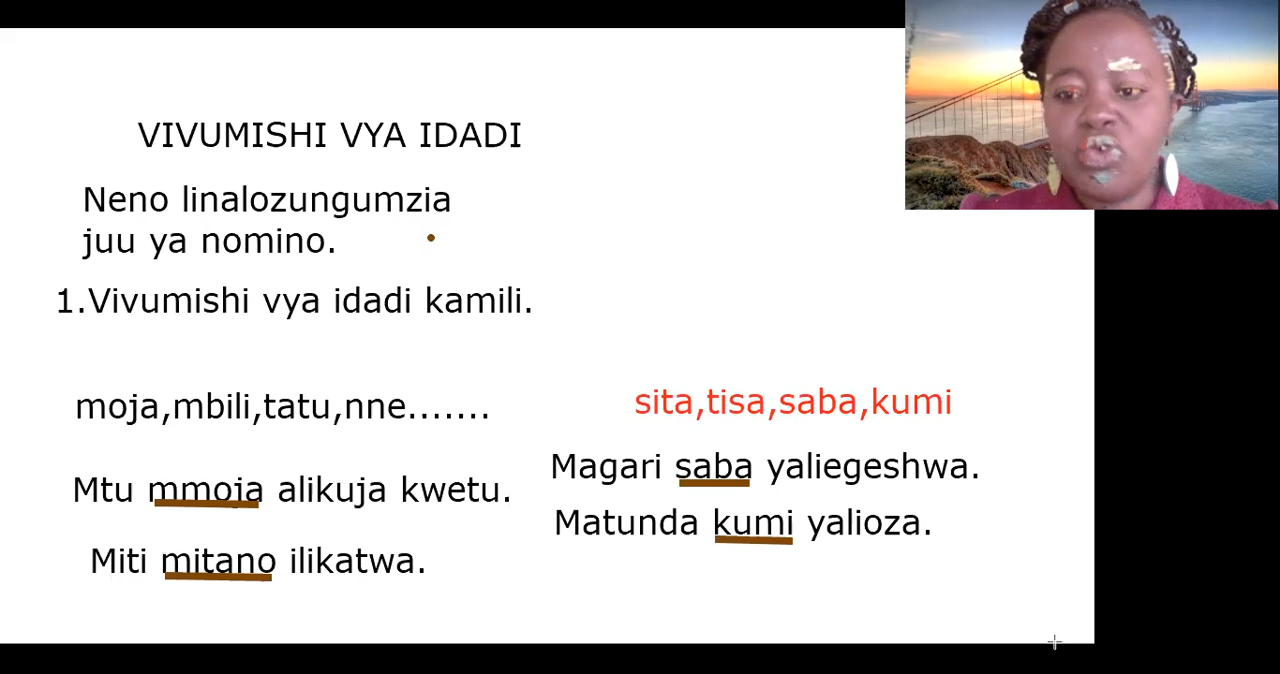 VIVUMISHI VYA IDADI
Neno linalozungumzia
juu ya nomino.
1.Vivumishi vya idadi kamili.
moja,mbili,tatu,nne.......
Mtu mmoja alikuja kwetu.
Miti mitano ilikatwa.
sita,tisa,saba,kumi
Magari saba yaliegeshwa.
Matunda kumi yalioza.